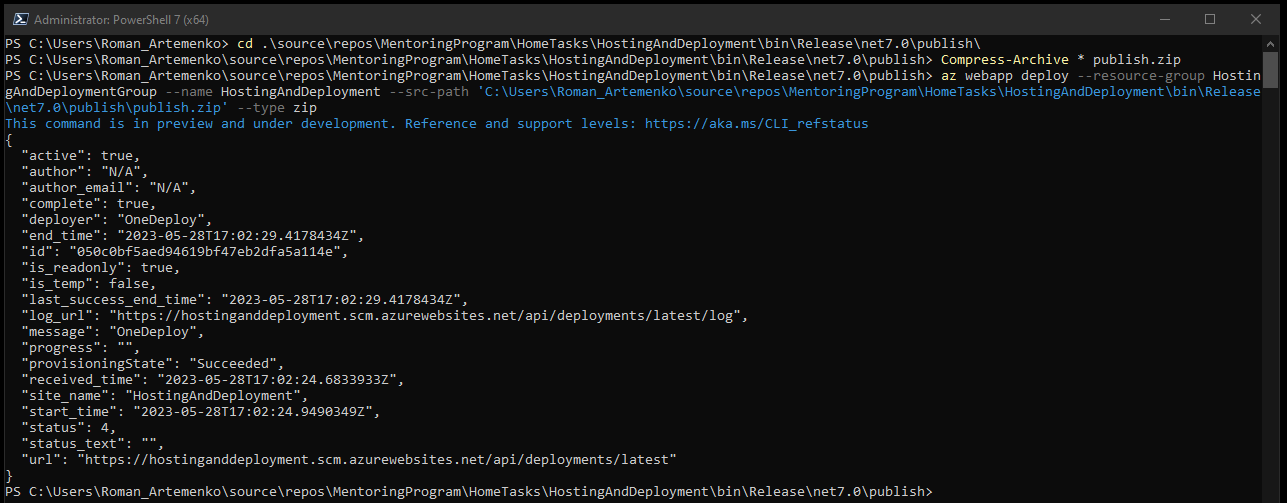 Administrator: PowerShell 7 (x64)
PS C:\Users\Roman_Artemenko> cd .\source\repos\MentoringProgram\HomeTasks\HostingAndDeployment\bin\Release\net7.0\publish\
PS C:\Users\Roman_Artemenko\source\repos\MentoringProgram\HomeTasks\HostingAndDeployment\bin\Release\net7.0\publish> Compress-Archive * publish.zip
PS C:\Users\Roman_Artemenko\source\repos\MentoringProgram\HomeTasks\HostingAndDeployment\bin\Release\net7.0\publish> az webapp deploy --resource-group Hosti
ngAndDeploymentGroup --name HostingAndDeployment --src-path 'C:\Users\Roman_Artemenko\source\repos\MentoringProgram\HomeTasks\HostingAndDeployment\bin\Release
\net7.0\publish\publish.zip' --type zip
This command is in preview and under development. Reference and support levels: https://aka.ms/CLI_refstatus
{
  "active": true,
  "author": "N/A",
  "author_email": "N/A",
  "complete": true,
  "deployer": "OneDeploy",
  "end_time": "2023-05-28T17:02:29.4178434Z",
  "id": "050c0bf5aed94619bf47eb2dfa5a114e",
  "is_readonly": true,
  "is_temp": false,
  "last_success_end_time": "2023-05-28T17:02:29.4178434Z",
  "log_url": "https://hostinganddeployment.scm.azurewebsites.net/api/deployments/latest/log",
  "message": "OneDeploy",
  "progress": "",
  "provisioningState": "Succeeded",
  "received_time": "2023-05-28T17:02:24.6833933Z",
  "site_name": "HostingAndDeployment",
  "start_time": "2023-05-28T17:02:24.9490349Z",
  "status": 4,
  "status_text": "",
  "url": "https://hostinganddeployment.scm.azurewebsites.net/api/deployments/latest"
}
PS C:\Users\Roman_Artemenko\source\repos\MentoringProgram\HomeTasks\HostingAndDeployment\bin\Release\net7.0\publish>